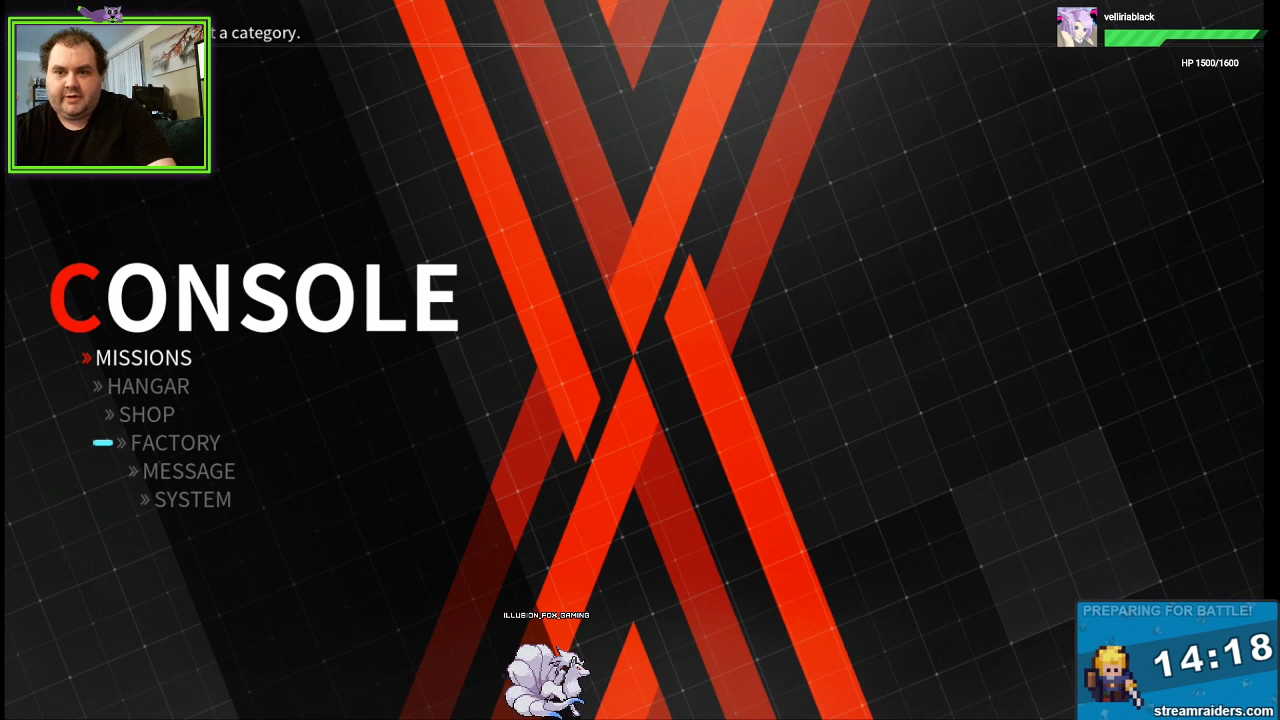 t a category.
velliriablack
HP 1500/1600
CONSOLE
MISSIONS
HANGAR
SHOP
FACTORY
MESSAGE
SYSTEM
ILLUSION_FOX_GAMING
PREPARING FOR BATTLE!
14:18
streamraiders.com